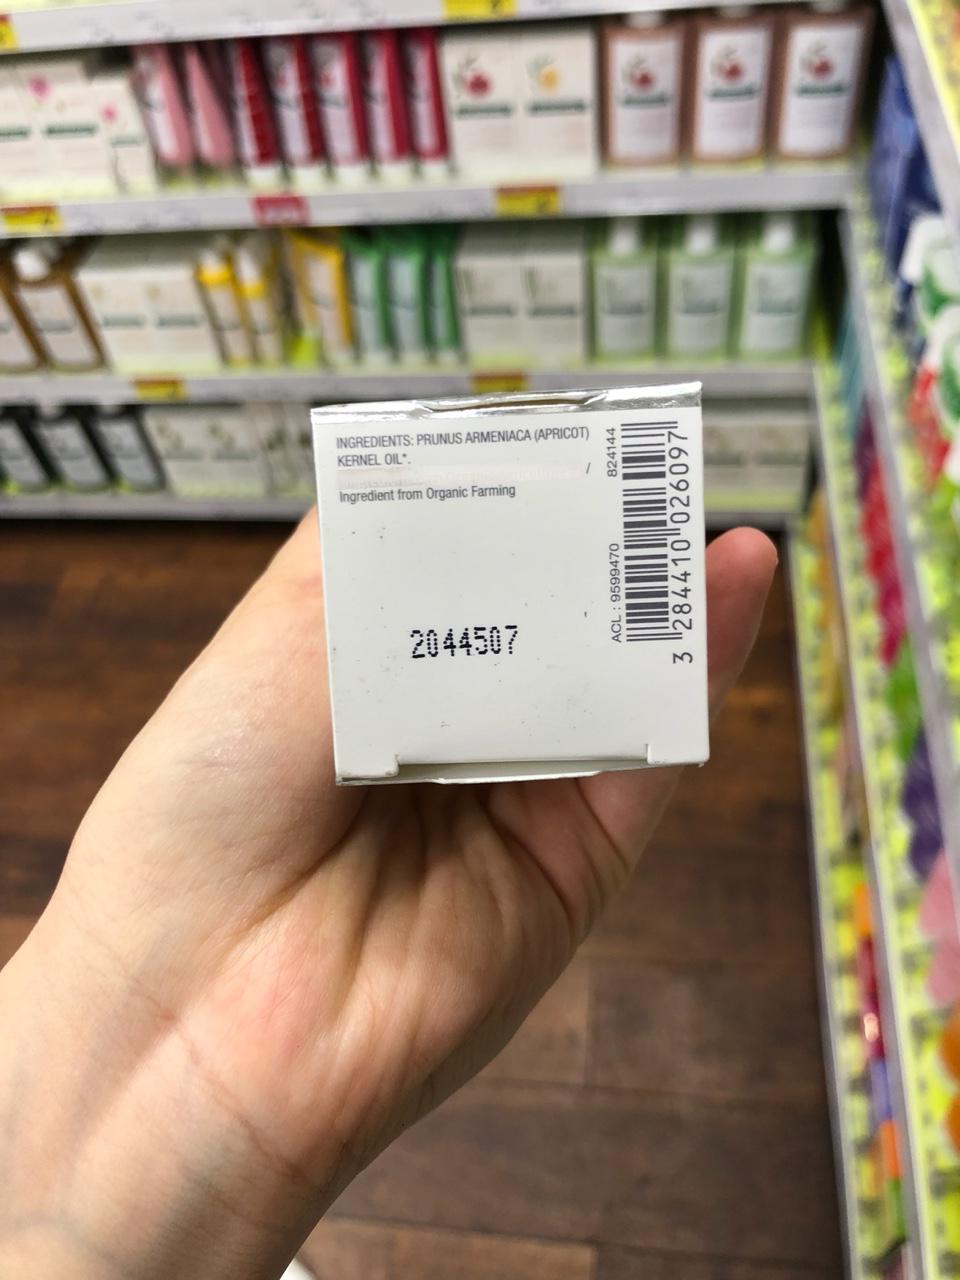 INGREDIENTS: PRUNUS ARMENIACA (APRICOT)
KERNEL OIL*.
/
Ingredient from Organic Farming
2044507
824144
ACL : 9599470
3 284410 026097